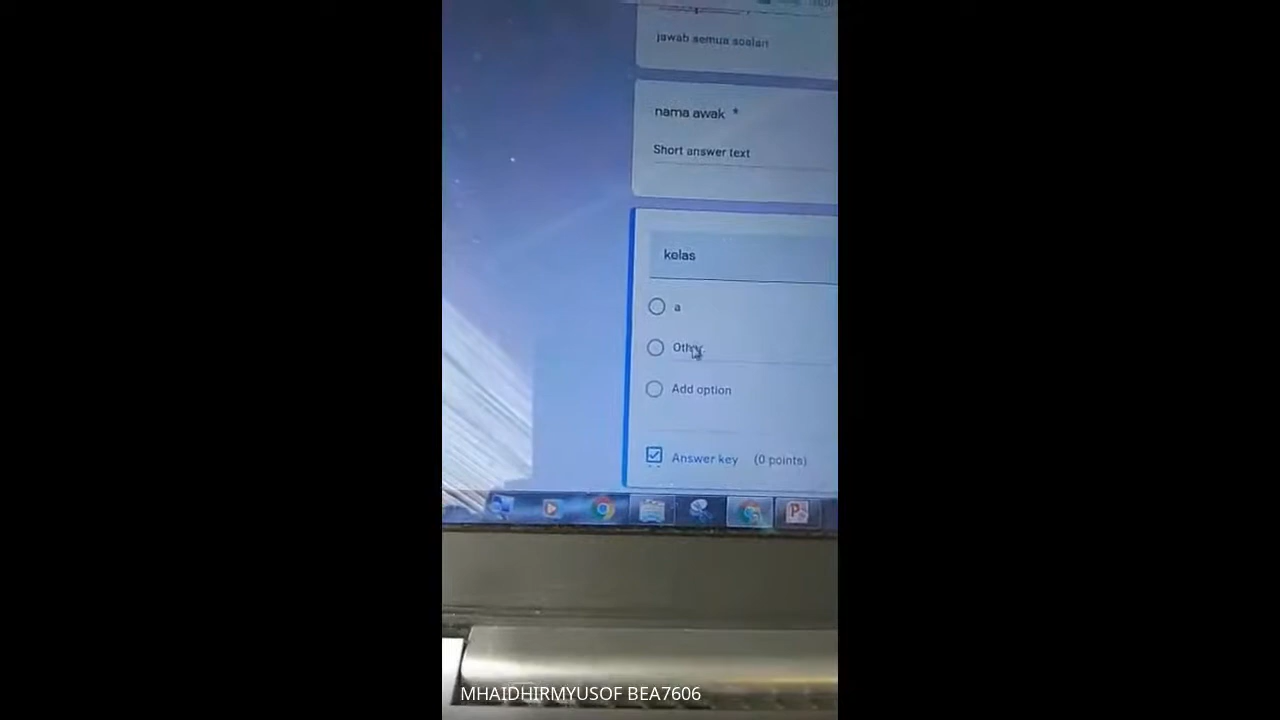 jawab semua soalan
nama awak *
Short answer text
kelas
a
Other
Add option
Answer key (0 points)
MHAIDHIRMYUSOF BEA7606